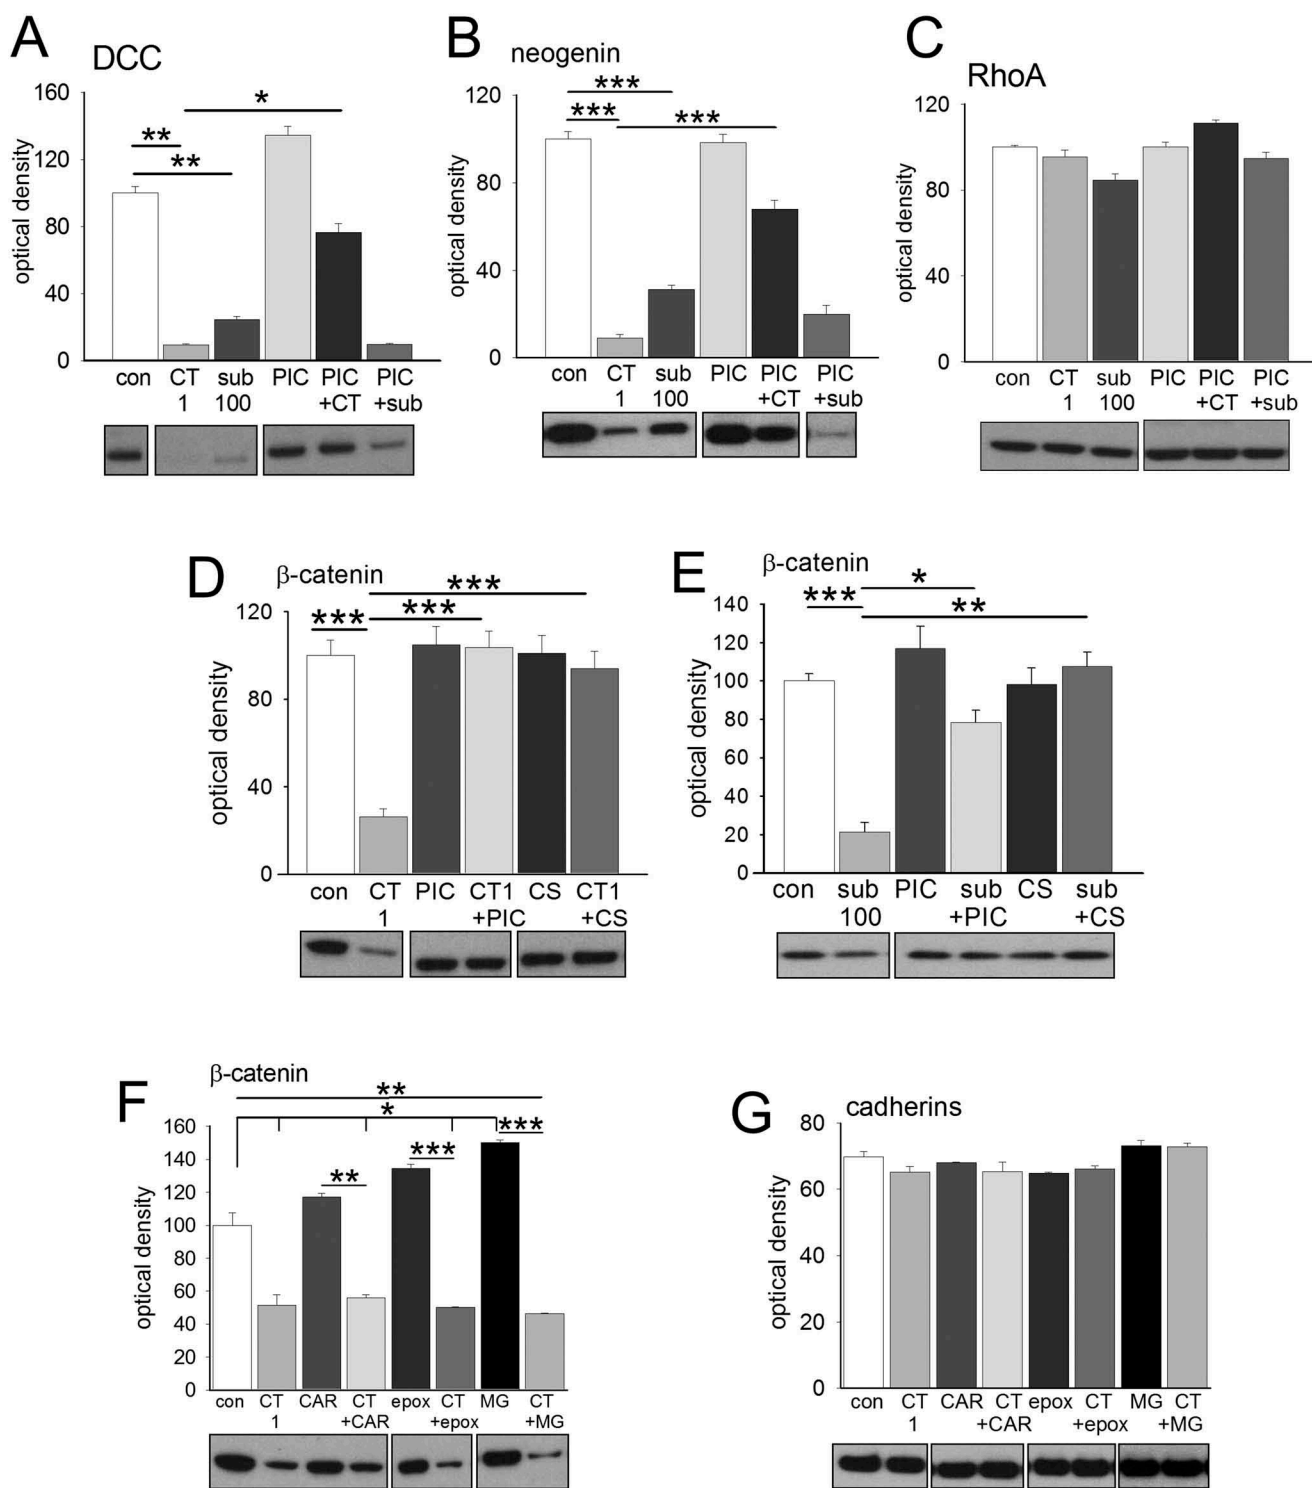 A
DCC
160
120
80
40
0
optical density
*
**
**
con CT sub PIC PIC PIC
1 100 +CT +sub
B
neogenin
120
80
40
0
optical density
***
***
***
con CT sub PIC PIC PIC
1 100 +CT +sub
C
RhoA
120
80
40
0
optical density
con CT sub PIC PIC PIC
1 100 +CT +sub
D
β-catenin
120
80
40
0
optical density
***
***
***
con CT PIC CT1 CS CT1
1 +PIC +CS
E
β-catenin
140
120
100
80
60
40
20
0
optical density
*
***
**
con sub PIC sub CS sub
100 +PIC +CS
F
β-catenin
160
140
120
100
80
60
40
20
0
optical density
**
*
***
***
**
con CT CAR CT epox CT MG CT
1 +CAR +epox +MG
G
cadherins
80
60
40
20
0
optical density
con CT CAR CT epox CT MG CT
1 +CAR +epox +MG